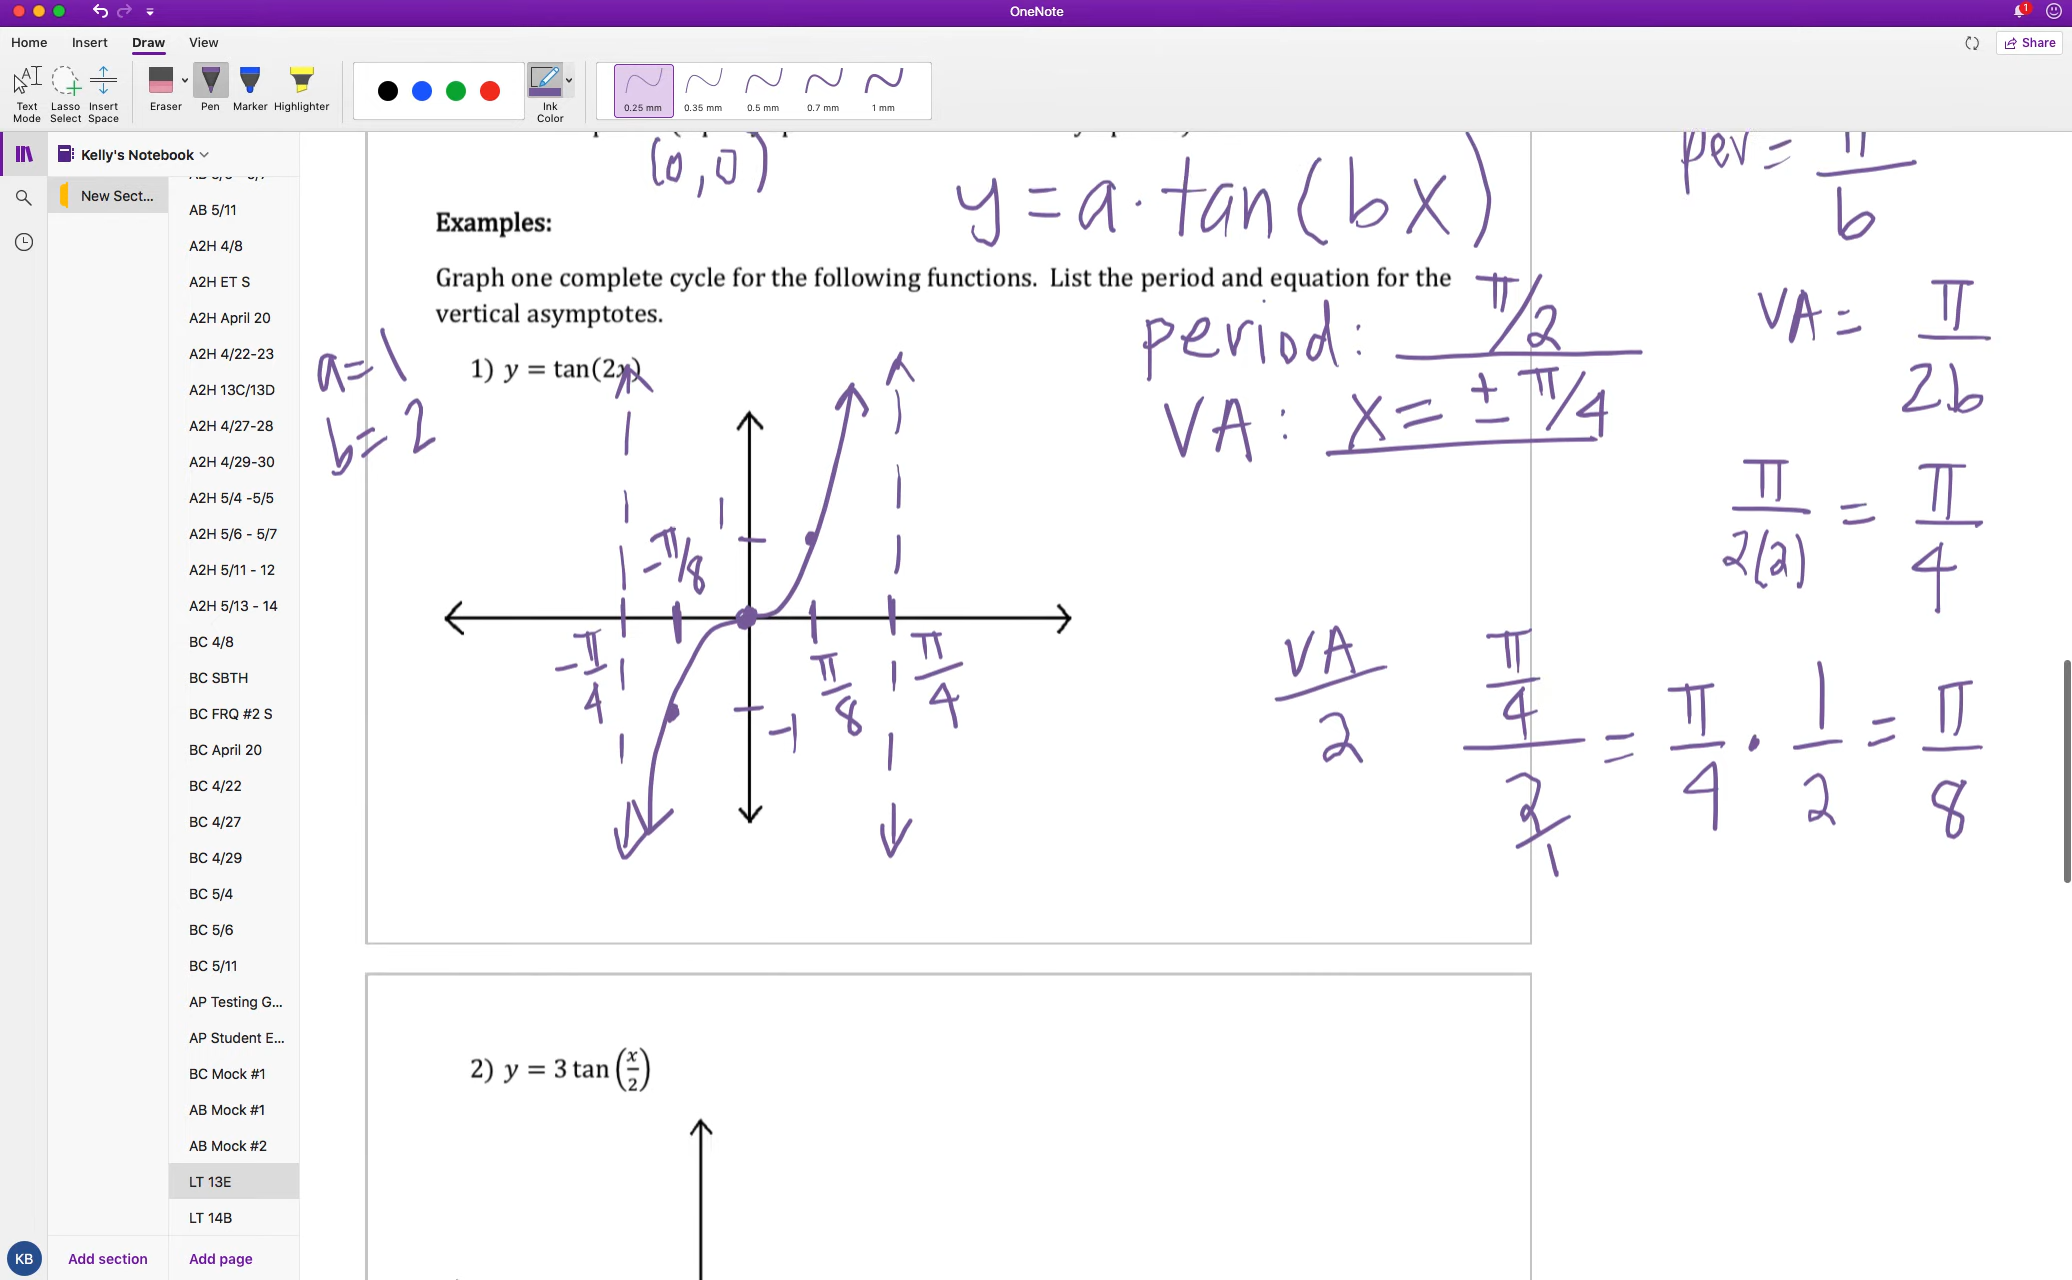 OneNote
1
Home Insert Draw View
Share
Text Mode
Lasso Select
Insert Space
Eraser
Pen
Marker
Highlighter
Ink Color
0.25 mm
0.35 mm
0.5 mm
0.7 mm
1 mm
Kelly's Notebook
New Sect...
AB 5/11
A2H 4/8
A2H ET S
A2H April 20
A2H 4/22-23
A2H 13C/13D
A2H 4/27-28
A2H 4/29-30
A2H 5/4 -5/5
A2H 5/6 - 5/7
A2H 5/11 - 12
A2H 5/13 - 14
BC 4/8
BC SBTH
BC FRQ #2 S
BC April 20
BC 4/22
BC 4/27
BC 4/29
BC 5/4
BC 5/6
BC 5/11
AP Testing G...
AP Student E...
BC Mock #1
AB Mock #1
AB Mock #2
LT 13E
LT 14B
KB
Add section
Add page
(0,0)
y = a · tan(bx)
per = π/b
Examples:
Graph one complete cycle for the following functions. List the period and equation for the
vertical asymptotes.
period: π/2
VA = π/2b
a=1
b=2
1) y = tan(2x)
VA: x = ± π/4
π/2(2) = π/4
1
-π/8
-π/4
π/8
π/4
-1
VA/2
π/4 / 2/1 = π/4 · 1/2 = π/8
2) y = 3 tan (x/2)